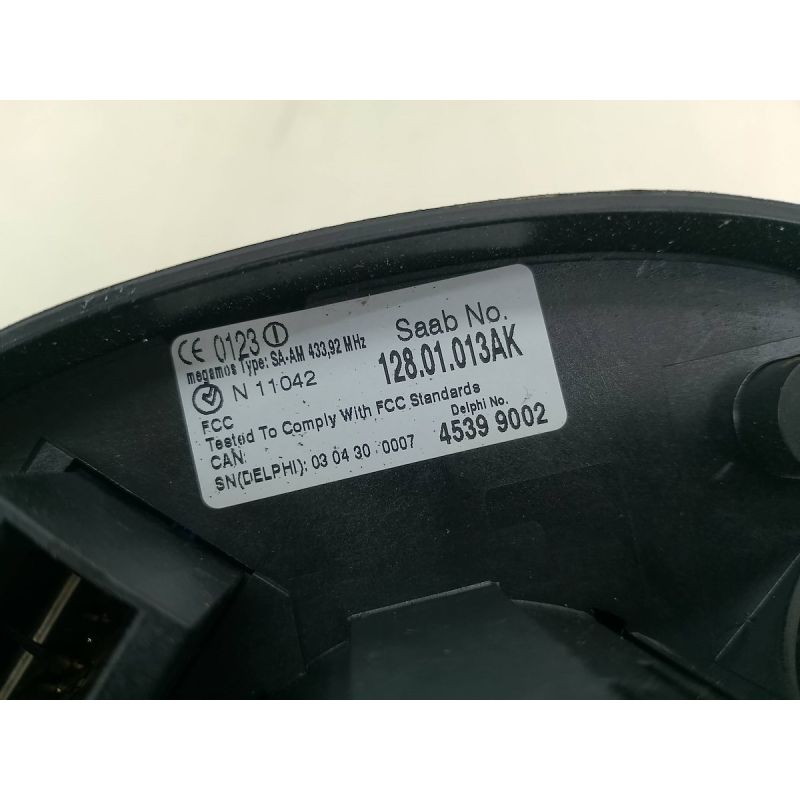 CE 0123
megamos Type: SA-AM 433,92 MHz
N 11042
FCC
Tested To Comply With FCC Standards
CAN:
SN(DELPHI): 03 04 30 0007
Saab No.
128.01.013AK
Delphi No.
4539 9002